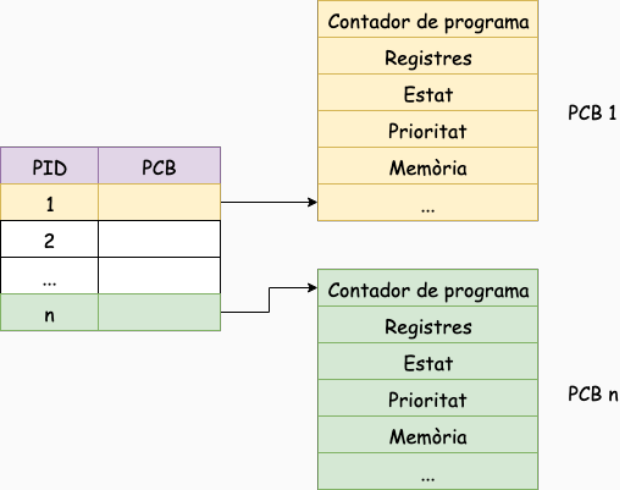 PID PCB
1
2
...
n
Contador de programa
Registres
Estat
Prioritat
Memòria
...
PCB 1
Contador de programa
Registres
Estat
Prioritat
Memòria
...
PCB n